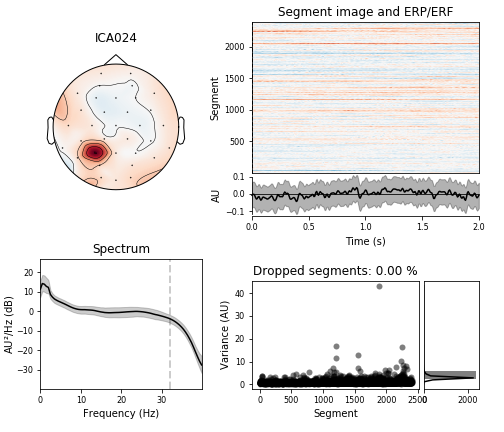 ICA024
Segment image and ERP/ERF
Segment
2000
1500
1000
500
AU
0.1
0.0
−0.1
0.0 0.5 1.0 1.5 2.0
Time (s)
Spectrum
AU²/Hz (dB)
20
10
0
−10
−20
−30
0 10 20 30
Frequency (Hz)
Dropped segments: 0.00 %
Variance (AU)
40
30
20
10
0
0 500 1000 1500 2000 2500
Segment
0 2000